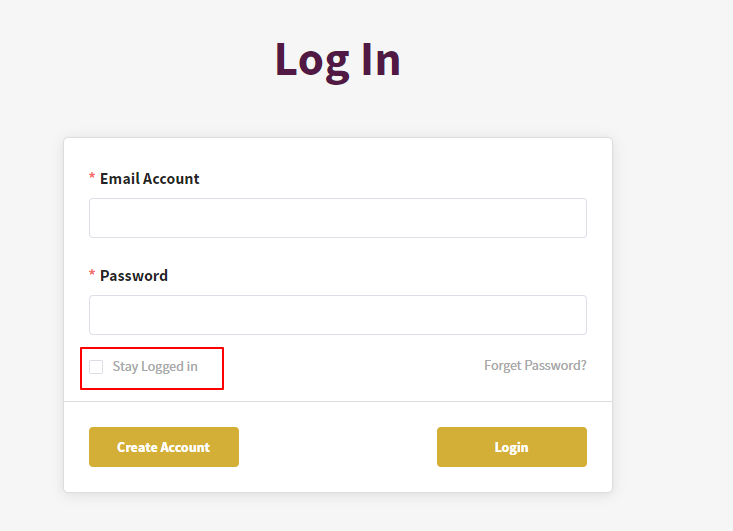 Log In
* Email Account
* Password
Stay Logged in
Forget Password?
Create Account
Login